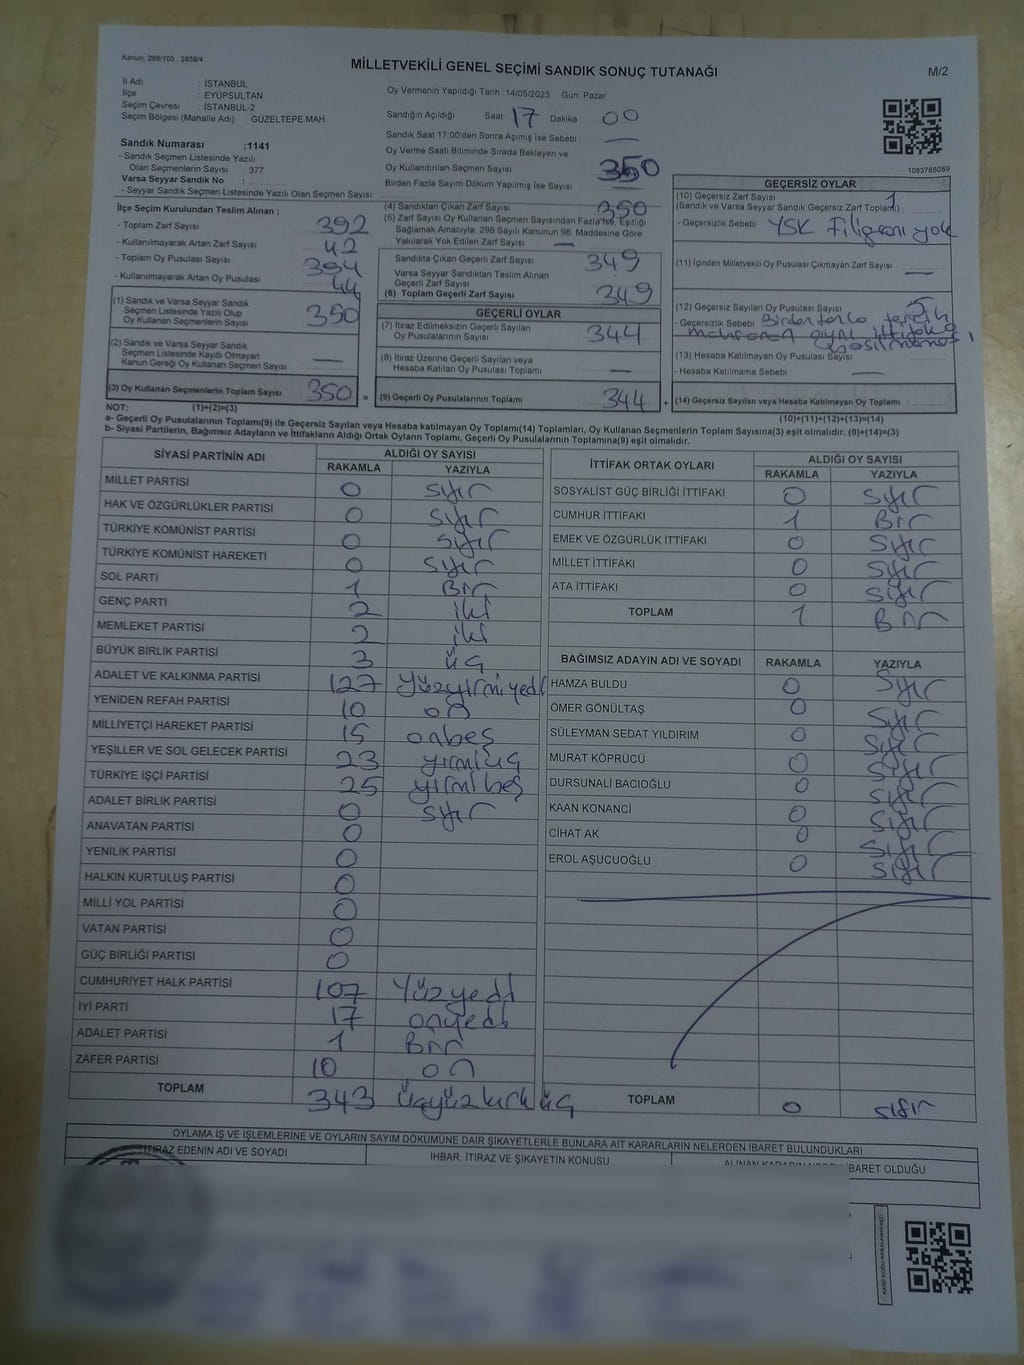 Kanun, 298/105 , 2839/4
MİLLETVEKİLİ GENEL SEÇİMİ SANDIK SONUÇ TUTANAĞI
M/2
İl Adı : İSTANBUL
İlçe : EYÜPSULTAN
Seçim Çevresi : İSTANBUL-2
Seçim Bölgesi (Mahalle Adı) : GÜZELTEPE MAH.
Sandık Numarası :1141
- Sandık Seçmen Listesinde Yazılı
Olan Seçmenlerin Sayısı : 377
Varsa Seyyar Sandık No :
- Seyyar Sandık Seçmen Listesinde Yazılı Olan Seçmen Sayısı:
Oy Vermenin Yapıldığı Tarih :14/05/2023 Gün: Pazar
Sandığın Açıldığı Saat: 17 Dakika: 00
Sandık Saat 17:00'den Sonra Açılmış İse Sebebi : —
Oy Verme Saati Bitiminde Sırada Bekleyen ve
Oy Kullandırılan Seçmen Sayısı : 350
Birden Fazla Sayım Döküm Yapılmış İse Sayısı : —
1083788089
İlçe Seçim Kurulundan Teslim Alınan ;
- Toplam Zarf Sayısı : 392
- Kullanılmayarak Artan Zarf Sayısı : 42
- Toplam Oy Pusulası Sayısı : 394
- Kullanılmayarak Artan Oy Pusulası : 44
(1) Sandık ve Varsa Seyyar Sandık
Seçmen Listesinde Yazılı Olup
Oy Kullanan Seçmenlerin Sayısı : 350
(2) Sandık ve Varsa Seyyar Sandık
Seçmen Listesinde Kayıtlı Olmayan
Kanun Gereği Oy Kullanan Seçmen Sayısı : —
(3) Oy Kullanan Seçmenlerin Toplam Sayısı : 350 =
(4) Sandıktan Çıkan Zarf Sayısı : 350
(5) Zarf Sayısı Oy Kullanan Seçmen Sayısından Fazla İse, Eşitliği
Sağlamak Amacıyla, 298 Sayılı Kanunun 98. Maddesine Göre
Yakılarak Yok Edilen Zarf Sayısı : —
Sandıkta Çıkan Geçerli Zarf Sayısı : 349
Varsa Seyyar Sandıktan Teslim Alınan
Geçerli Zarf Sayısı :
(6) Toplam Geçerli Zarf Sayısı : 349
GEÇERLİ OYLAR
(7) İtiraz Edilmeksizin Geçerli Sayılan
Oy Pusulalarının Sayısı : 344
(8) İtiraz Üzerine Geçerli Sayılan veya
Hesaba Katılan Oy Pusulası Toplamı : —
(9) Geçerli Oy Pusulalarının Toplamı : 344 +
GEÇERSİZ OYLAR
(10) Geçersiz Zarf Sayısı 1
(Sandık ve Varsa Seyyar Sandık Geçersiz Zarf Toplamı) :
- Geçersizlik Sebebi : YSK Filigranı yok
(11) İçinden Milletvekili Oy Pusulası Çıkmayan Zarf Sayısı : —
(12) Geçersiz Sayılan Oy Pusulası Sayısı : 5
- Geçersizlik Sebebi : Birden fazla tercih
(13) Hesaba Katılmayan Oy Pusulası Sayısı :
- Hesaba Katılmama Sebebi : —
(14) Geçersiz Sayılan veya Hesaba Katılmayan Oy Toplamı :
NOT: (1)+(2)=(3) (10)+(11)+(12)+(13)=(14)
a- Geçerli Oy Pusulalarının Toplamı(9) ile Geçersiz Sayılan veya Hesaba katılmayan Oy Toplamı(14) Toplamları, Oy Kullanan Seçmenlerin Toplam Sayısına(3) eşit olmalıdır. (9)+(14)=(3)
b- Siyasi Partilerin, Bağımsız Adayların ve İttifakların Aldığı Ortak Oyların Toplamı, Geçerli Oy Pusulalarının Toplamına(9) eşit olmalıdır.
SİYASİ PARTİNİN ADI ALDIĞI OY SAYISI
RAKAMLA YAZIYLA
MİLLET PARTİSİ 0 sıfır
HAK VE ÖZGÜRLÜKLER PARTİSİ 0 sıfır
TÜRKİYE KOMÜNİST PARTİSİ 0 sıfır
TÜRKİYE KOMÜNİST HAREKETİ 0 sıfır
SOL PARTİ 1 Bir
GENÇ PARTİ 2 iki
MEMLEKET PARTİSİ 2 iki
BÜYÜK BİRLİK PARTİSİ 3 üç
ADALET VE KALKINMA PARTİSİ 127 yüzyirmiyedi
YENİDEN REFAH PARTİSİ 10 on
MİLLİYETÇİ HAREKET PARTİSİ 15 onbeş
YEŞİLLER VE SOL GELECEK PARTİSİ 23 yirmiüç
TÜRKİYE İŞÇİ PARTİSİ 25 yirmibeş
ADALET BİRLİK PARTİSİ 0 sıfır
ANAVATAN PARTİSİ 0
YENİLİK PARTİSİ 0
HALKIN KURTULUŞ PARTİSİ 0
MİLLİ YOL PARTİSİ 0
VATAN PARTİSİ 0
GÜÇ BİRLİĞİ PARTİSİ 0
CUMHURİYET HALK PARTİSİ 107 Yüzyedi
İYİ PARTİ 17 onyedi
ADALET PARTİSİ 1 Bir
ZAFER PARTİSİ 10 on
TOPLAM 343 üçyüzkırküç
İTTİFAK ORTAK OYLARI ALDIĞI OY SAYISI
RAKAMLA YAZIYLA
SOSYALİST GÜÇ BİRLİĞİ İTTİFAKI 0 sıfır
CUMHUR İTTİFAKI 1 Bir
EMEK VE ÖZGÜRLÜK İTTİFAKI 0 sıfır
MİLLET İTTİFAKI 0 sıfır
ATA İTTİFAKI 0 sıfır
TOPLAM 1 Bir
BAĞIMSIZ ADAYIN ADI VE SOYADI RAKAMLA YAZIYLA
HAMZA BULDU 0 sıfır
ÖMER GÖNÜLTAŞ 0 sıfır
SÜLEYMAN SEDAT YILDIRIM 0 sıfır
MURAT KÖPRÜCÜ 0 sıfır
DURSUNALİ BACIOĞLU 0 sıfır
KAAN KONANCİ 0 sıfır
CİHAT AK 0 sıfır
EROL AŞUCUOĞLU 0 sıfır
TOPLAM 0 sıfır
OYLAMA İŞ VE İŞLEMLERİNE VE OYLARIN SAYIM DÖKÜMÜNE DAİR ŞİKAYETLERLE BUNLARA AİT KARARLARIN NELERDEN İBARET BULUNDUKLARI
İTİRAZ EDENİN ADI VE SOYADI İHBAR, İTİRAZ VE ŞİKAYETİN KONUSU ALINAN KARARIN NEDEN İBARET OLDUĞU